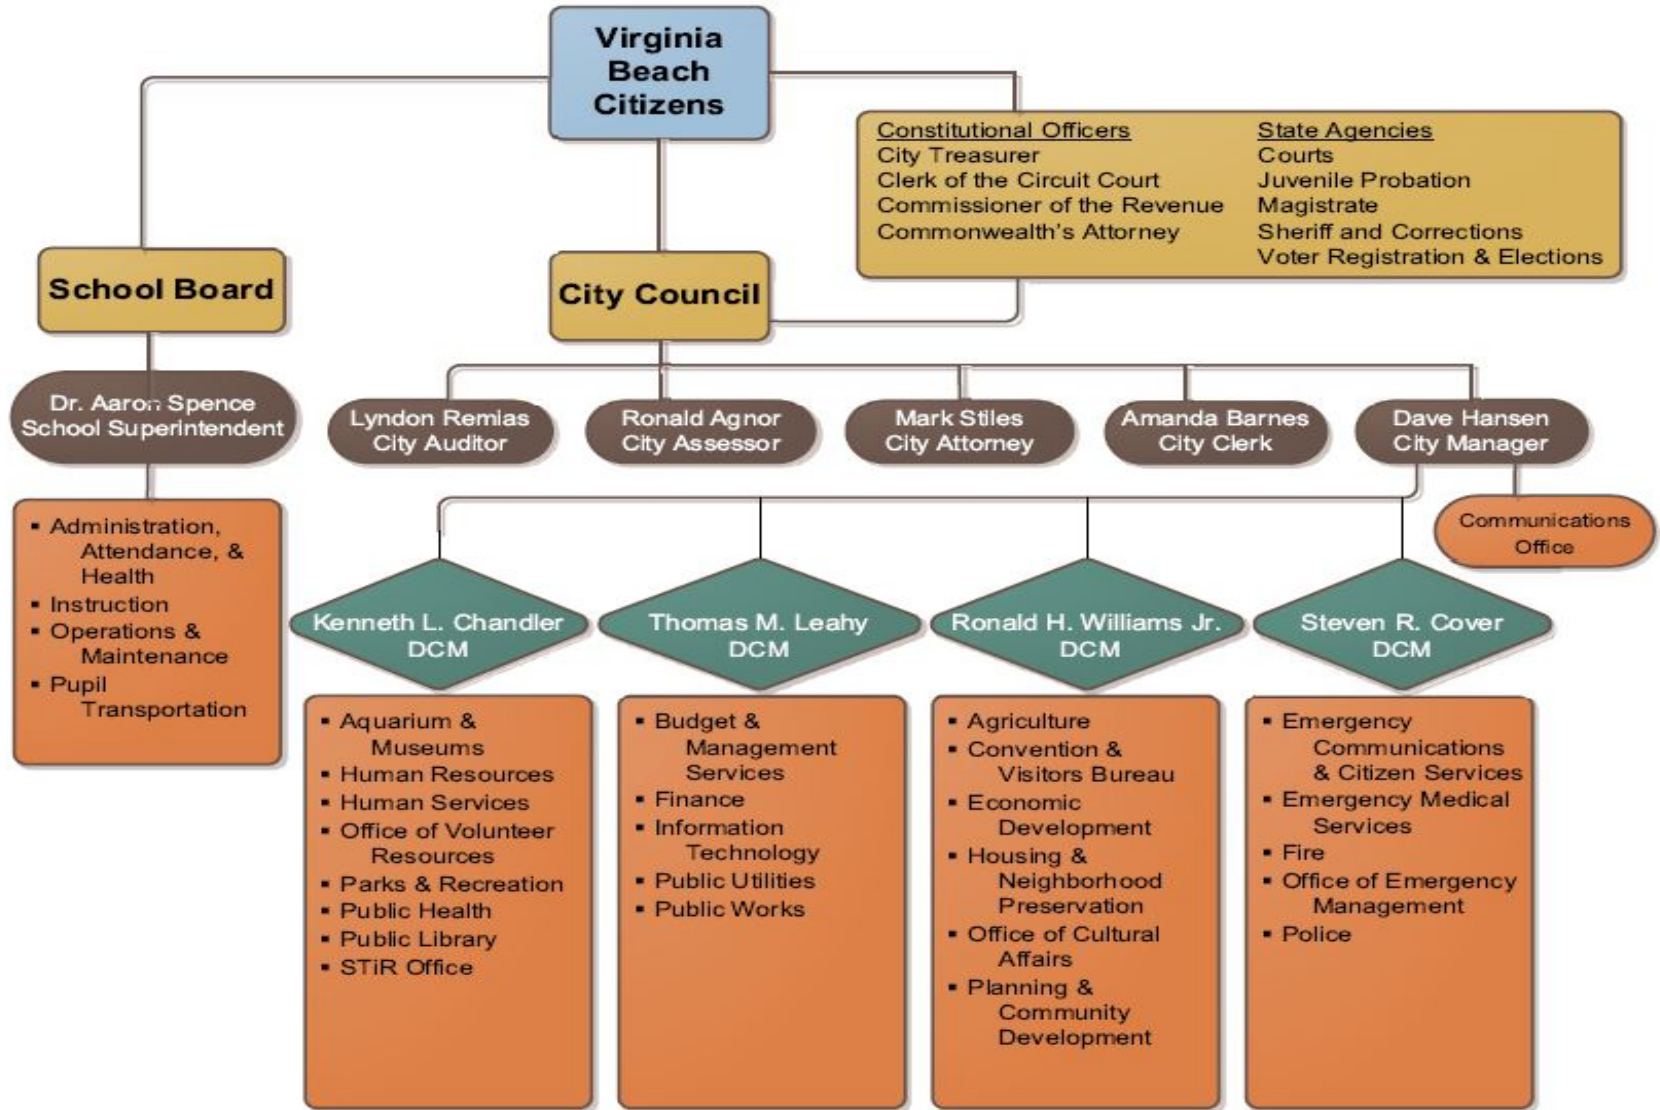 Virginia
Beach
Citizens
Constitutional Officers
City Treasurer
Clerk of the Circuit Court
Commissioner of the Revenue
Commonwealth's Attorney
State Agencies
Courts
Juvenile Probation
Magistrate
Sheriff and Corrections
Voter Registration & Elections
School Board
City Council
Dr. Aaron Spence
School Superintendent
Lyndon Remias
City Auditor
Ronald Agnor
City Assessor
Mark Stiles
City Attorney
Amanda Barnes
City Clerk
Dave Hansen
City Manager
Communications
Office
▪ Administration,
Attendance, &
Health
▪ Instruction
▪ Operations &
Maintenance
▪ Pupil
Transportation
Kenneth L. Chandler
DCM
Thomas M. Leahy
DCM
Ronald H. Williams Jr.
DCM
Steven R. Cover
DCM
▪ Aquarium &
Museums
▪ Human Resources
▪ Human Services
▪ Office of Volunteer
Resources
▪ Parks & Recreation
▪ Public Health
▪ Public Library
▪ STiR Office
▪ Budget &
Management
Services
▪ Finance
▪ Information
Technology
▪ Public Utilities
▪ Public Works
▪ Agriculture
▪ Convention &
Visitors Bureau
▪ Economic
Development
▪ Housing &
Neighborhood
Preservation
▪ Office of Cultural
Affairs
▪ Planning &
Community
Development
▪ Emergency
Communications
& Citizen Services
▪ Emergency Medical
Services
▪ Fire
▪ Office of Emergency
Management
▪ Police